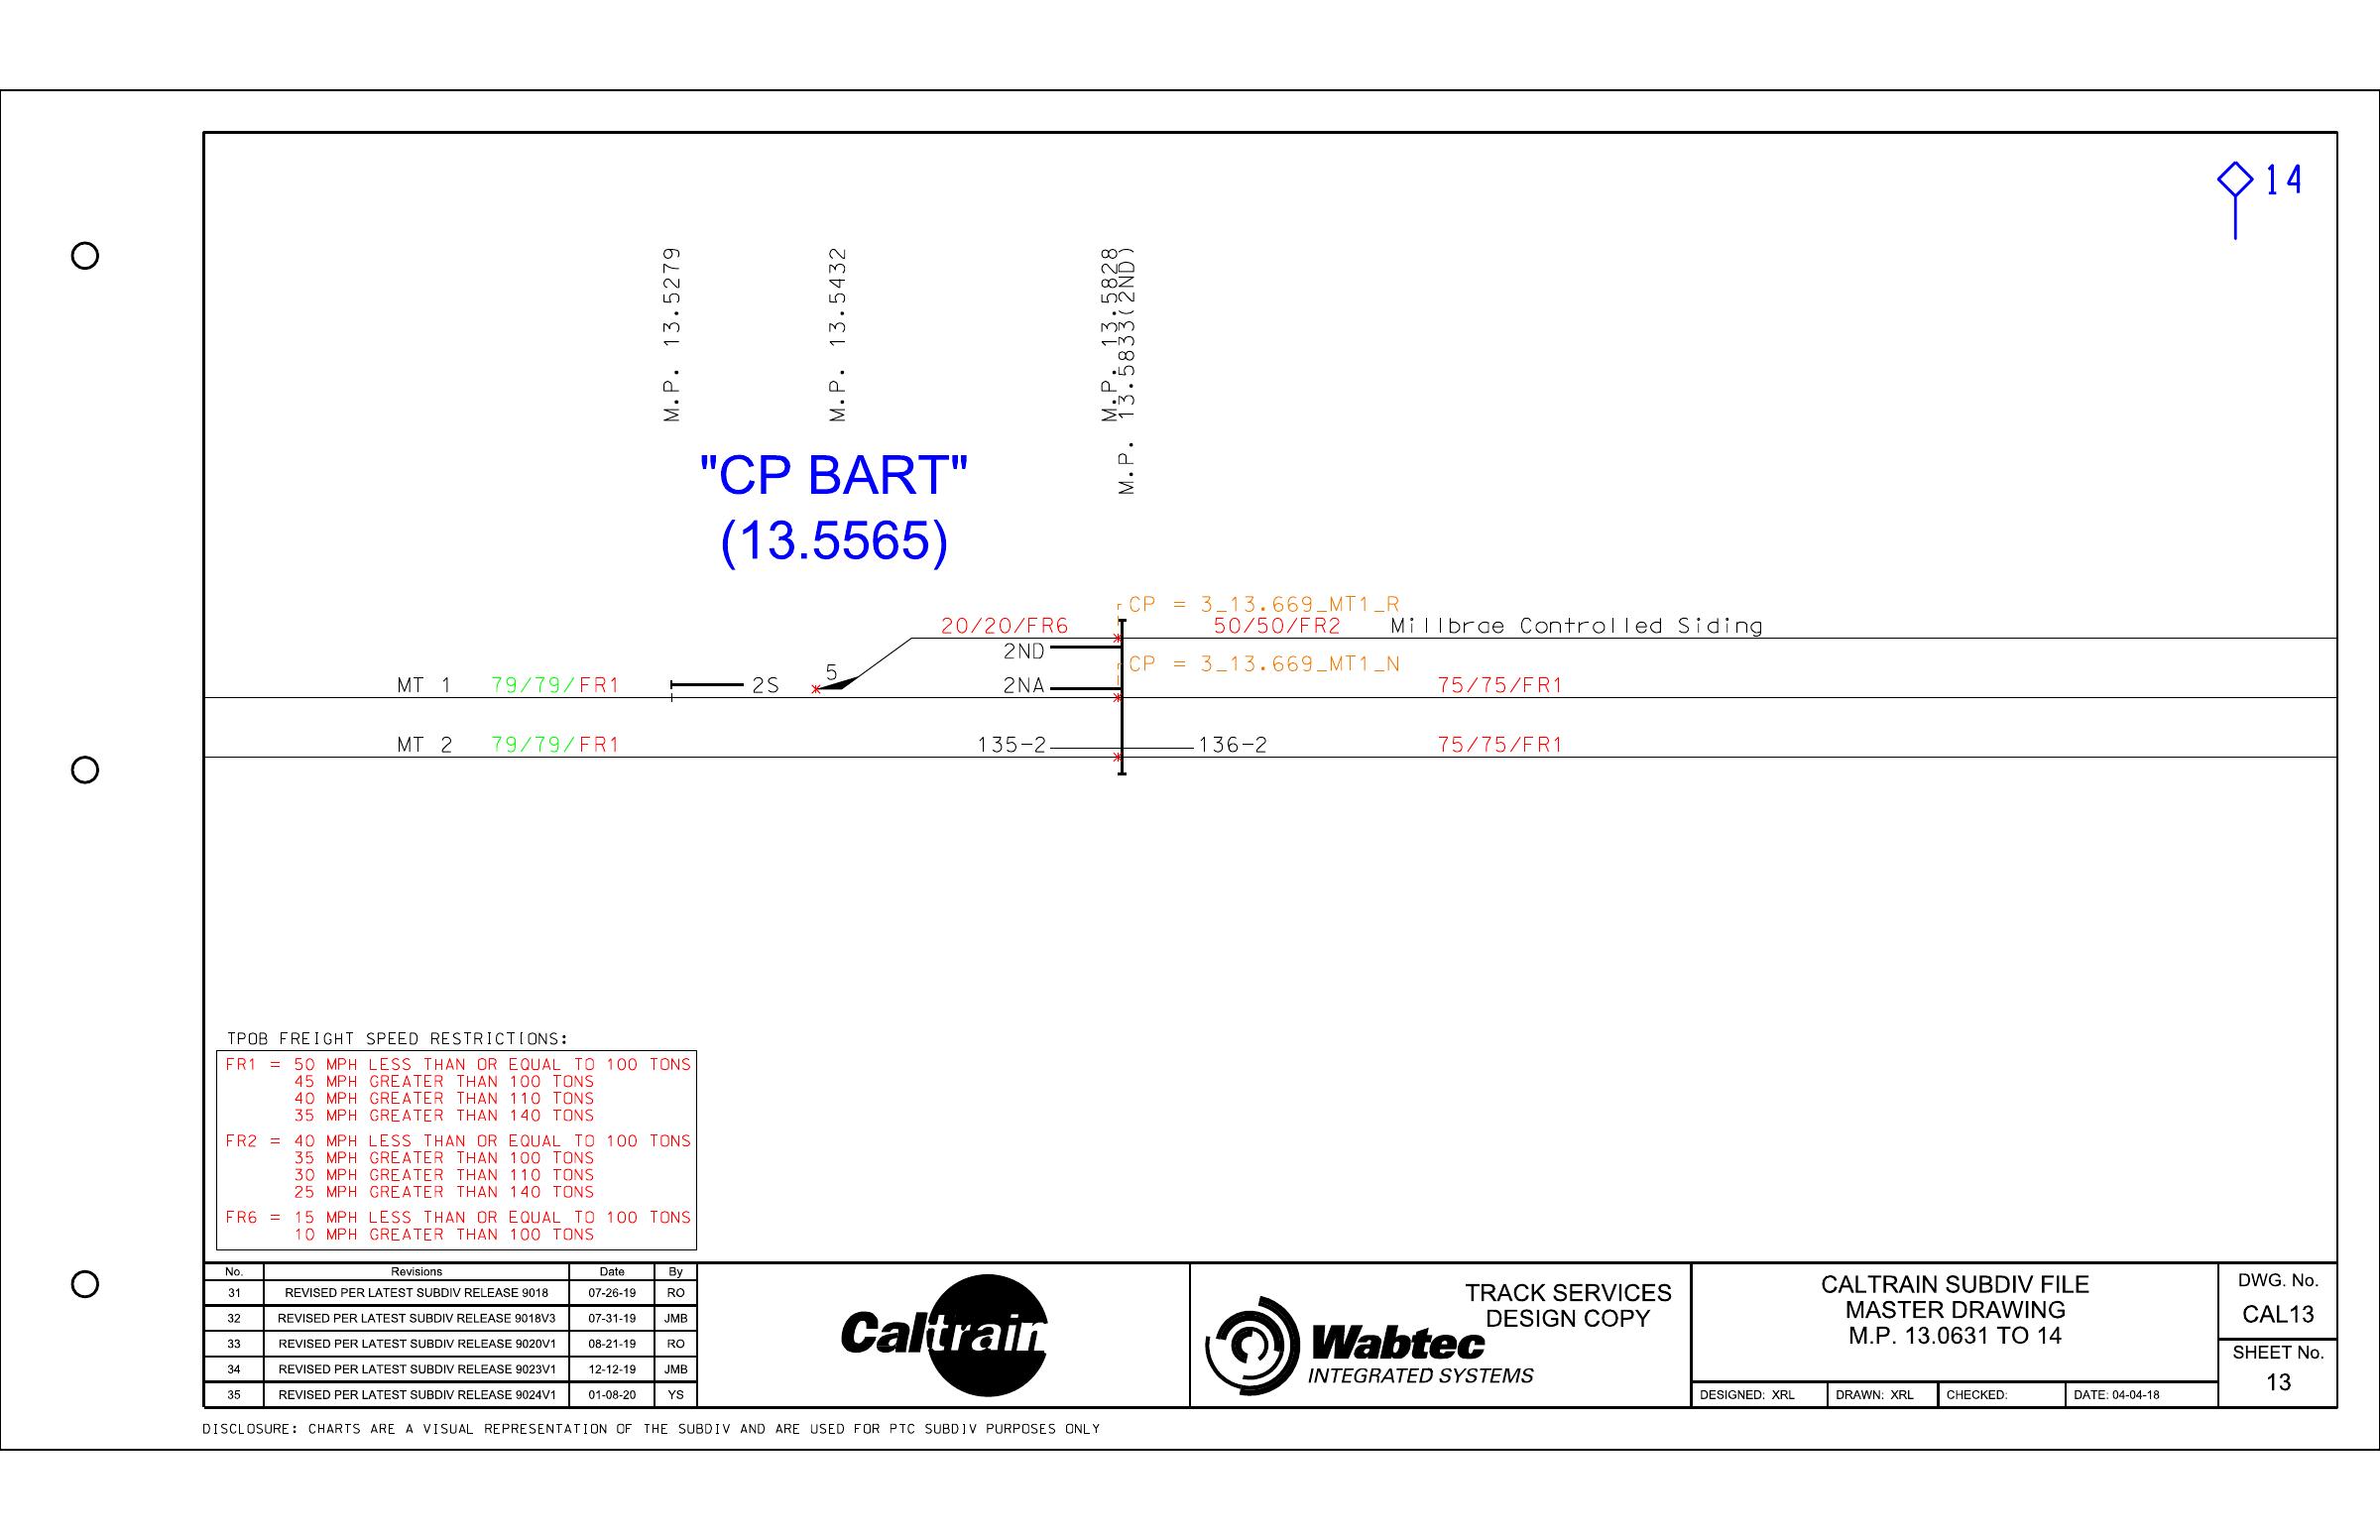 14
M.P. 13.5279
M.P. 13.5432
M.P. 13.5828
M.P. 13.5833(2ND)
"CP BART"
(13.5565)
CP = 3_13.669_MT1_R
20/20/FR6
50/50/FR2
Millbrae Controlled Siding
2ND
CP = 3_13.669_MT1_N
5
MT 1
79/79/FR1
2S
2NA
75/75/FR1
MT 2
79/79/FR1
135-2
136-2
75/75/FR1
TPOB FREIGHT SPEED RESTRICTIONS:
FR1 = 50 MPH LESS THAN OR EQUAL TO 100 TONS
45 MPH GREATER THAN 100 TONS
40 MPH GREATER THAN 110 TONS
35 MPH GREATER THAN 140 TONS
FR2 = 40 MPH LESS THAN OR EQUAL TO 100 TONS
35 MPH GREATER THAN 100 TONS
30 MPH GREATER THAN 110 TONS
25 MPH GREATER THAN 140 TONS
FR6 = 15 MPH LESS THAN OR EQUAL TO 100 TONS
10 MPH GREATER THAN 100 TONS
No. Revisions Date By
31 REVISED PER LATEST SUBDIV RELEASE 9018 07-26-19 RO
32 REVISED PER LATEST SUBDIV RELEASE 9018V3 07-31-19 JMB
33 REVISED PER LATEST SUBDIV RELEASE 9020V1 08-21-19 RO
34 REVISED PER LATEST SUBDIV RELEASE 9023V1 12-12-19 JMB
35 REVISED PER LATEST SUBDIV RELEASE 9024V1 01-08-20 YS
Caltrain
TRACK SERVICES
DESIGN COPY
Wabtec
INTEGRATED SYSTEMS
CALTRAIN SUBDIV FILE
MASTER DRAWING
M.P. 13.0631 TO 14
DESIGNED: XRL DRAWN: XRL CHECKED: DATE: 04-04-18
DWG. No.
CAL13
SHEET No.
13
DISCLOSURE: CHARTS ARE A VISUAL REPRESENTATION OF THE SUBDIV AND ARE USED FOR PTC SUBDIV PURPOSES ONLY